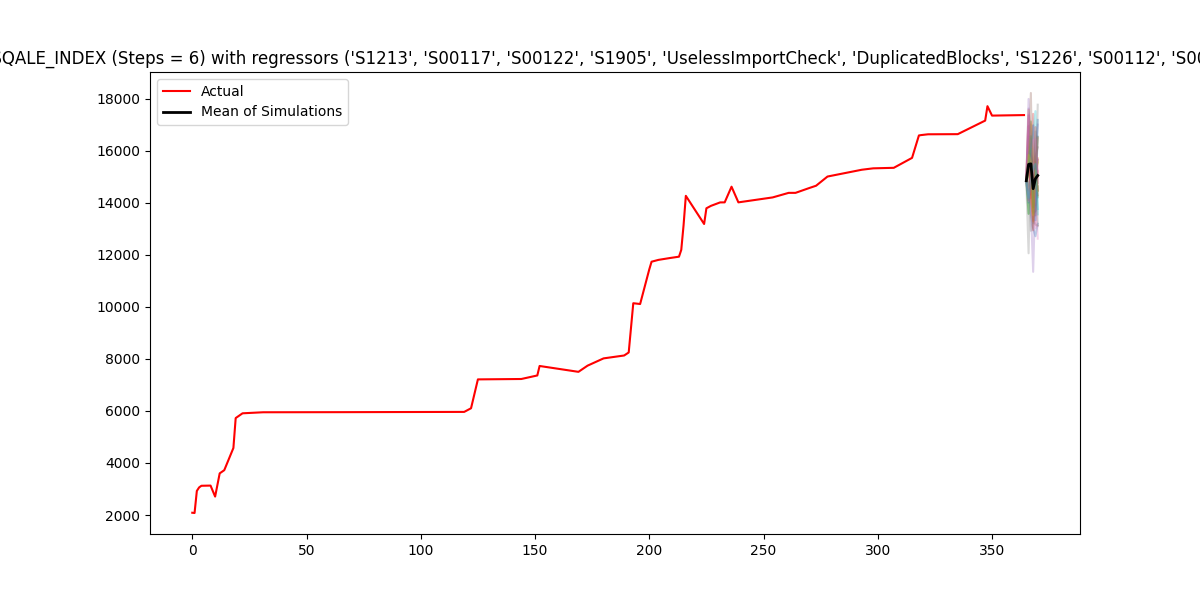 SQALE_INDEX (Steps = 6) with regressors ('S1213', 'S00117', 'S00122', 'S1905', 'UselessImportCheck', 'DuplicatedBlocks', 'S1226', 'S00112', 'S00
Actual
Mean of Simulations
18000
16000
14000
12000
10000
8000
6000
4000
2000
0 50 100 150 200 250 300 350